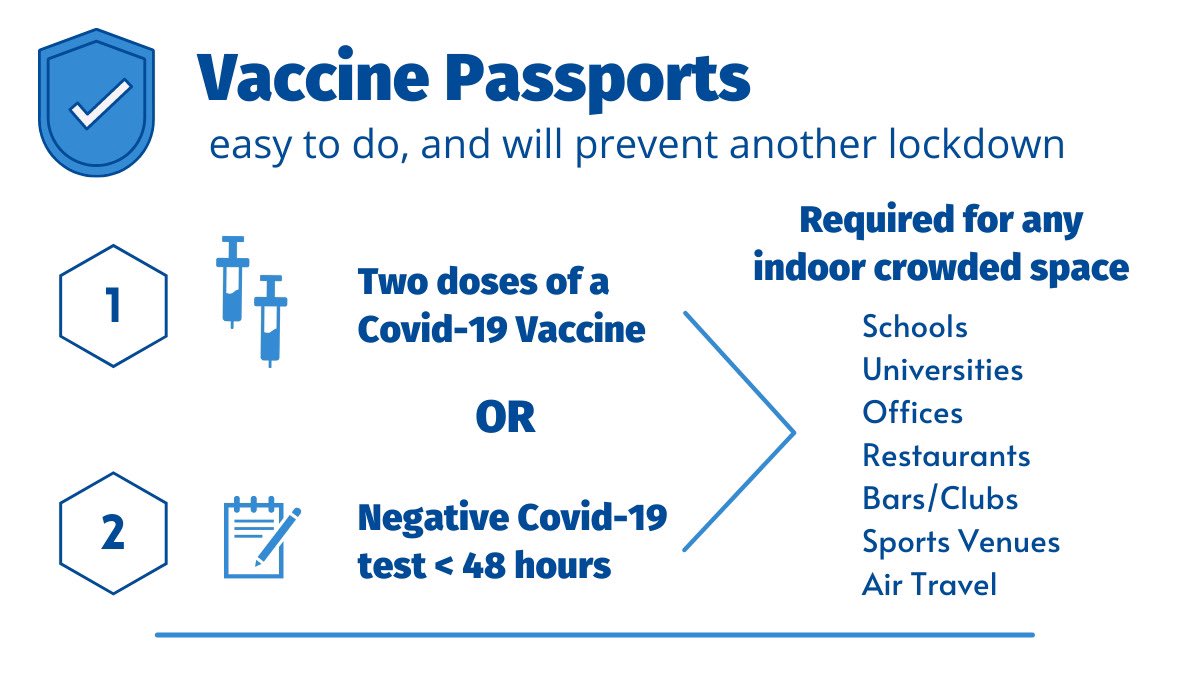 Vaccine Passports
easy to do, and will prevent another lockdown
1
Two doses of a
Covid-19 Vaccine
OR
2
Negative Covid-19
test < 48 hours
Required for any
indoor crowded space
Schools
Universities
Offices
Restaurants
Bars/Clubs
Sports Venues
Air Travel